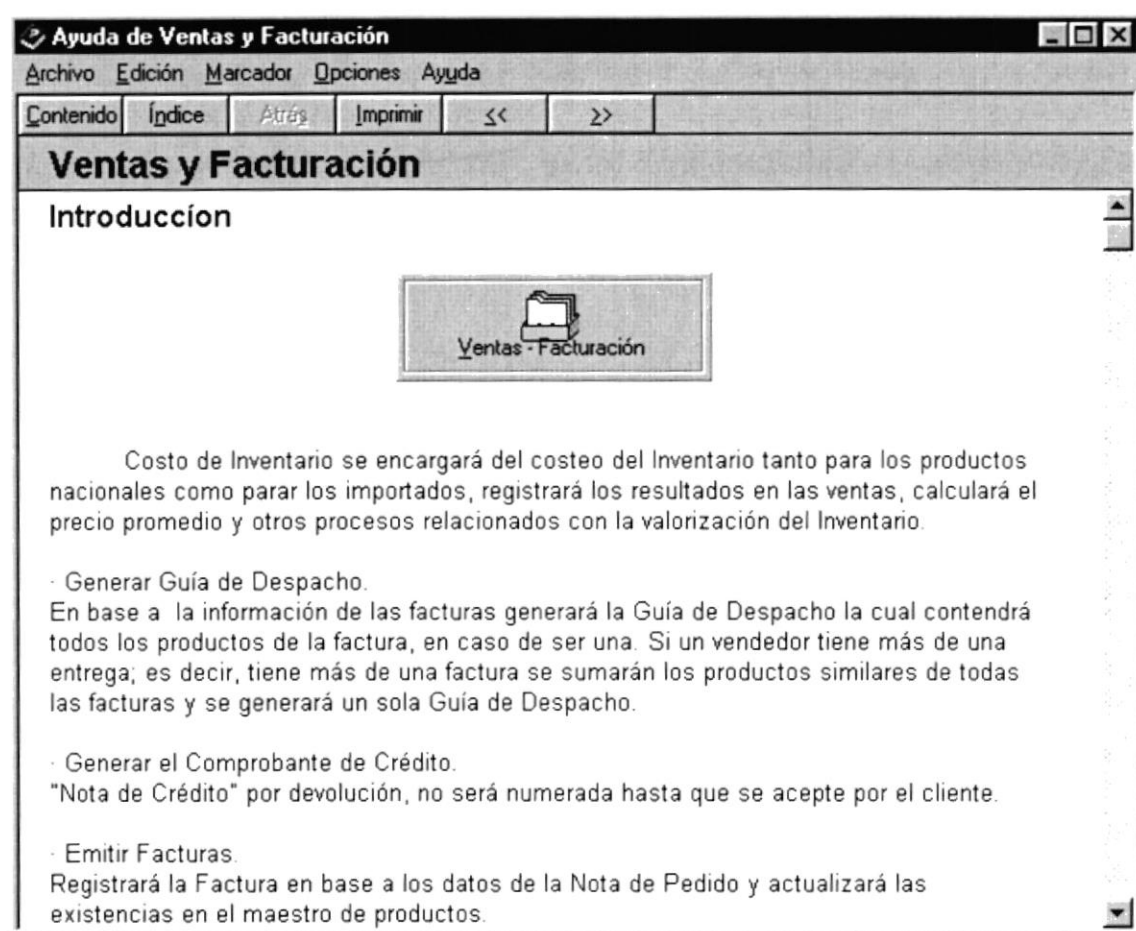 Ayuda de Ventas y Facturación
Archivo Edición Marcador Opciones Ayuda
Contenido Índice Atrás Imprimir << >>
Ventas y Facturación
Introduccíon
Ventas - Facturación
Costo de Inventario se encargará del costeo del Inventario tanto para los productos
nacionales como parar los importados, registrará los resultados en las ventas, calculará el
precio promedio y otros procesos relacionados con la valorización del Inventario.
· Generar Guía de Despacho.
En base a la información de las facturas generará la Guía de Despacho la cual contendrá
todos los productos de la factura, en caso de ser una. Si un vendedor tiene más de una
entrega; es decir, tiene más de una factura se sumarán los productos similares de todas
las facturas y se generará un sola Guía de Despacho.
· Generar el Comprobante de Crédito.
"Nota de Crédito" por devolución, no será numerada hasta que se acepte por el cliente.
· Emitir Facturas.
Registrará la Factura en base a los datos de la Nota de Pedido y actualizará las
existencias en el maestro de productos.